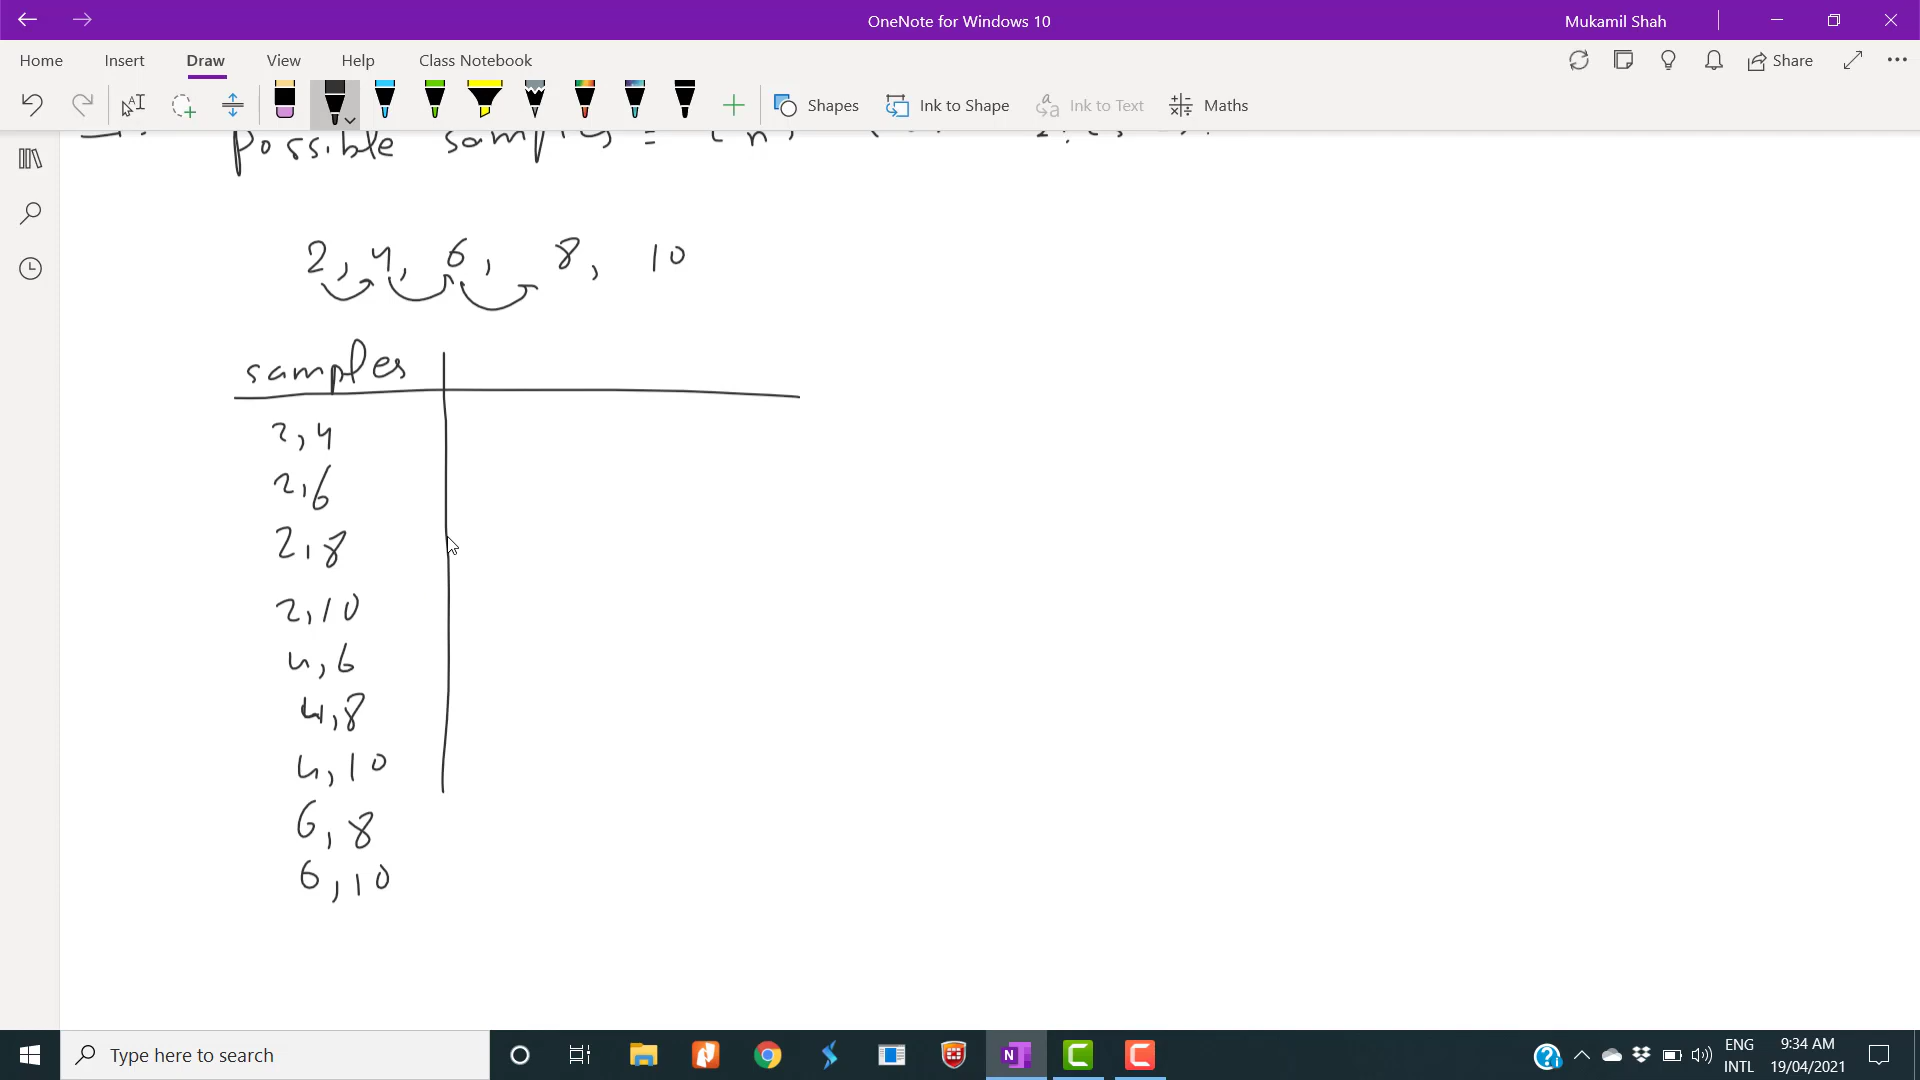 OneNote for Windows 10
Mukamil Shah
Home Insert Draw View Help Class Notebook
Share
Shapes Ink to Shape Ink to Text Maths
possible samples =
2, 4, 6, 8, 10
samples
2,4
2,6
2,8
2,10
4,6
4,8
4,10
6,8
6,10
Type here to search
ENG
INTL
9:34 AM
19/04/2021